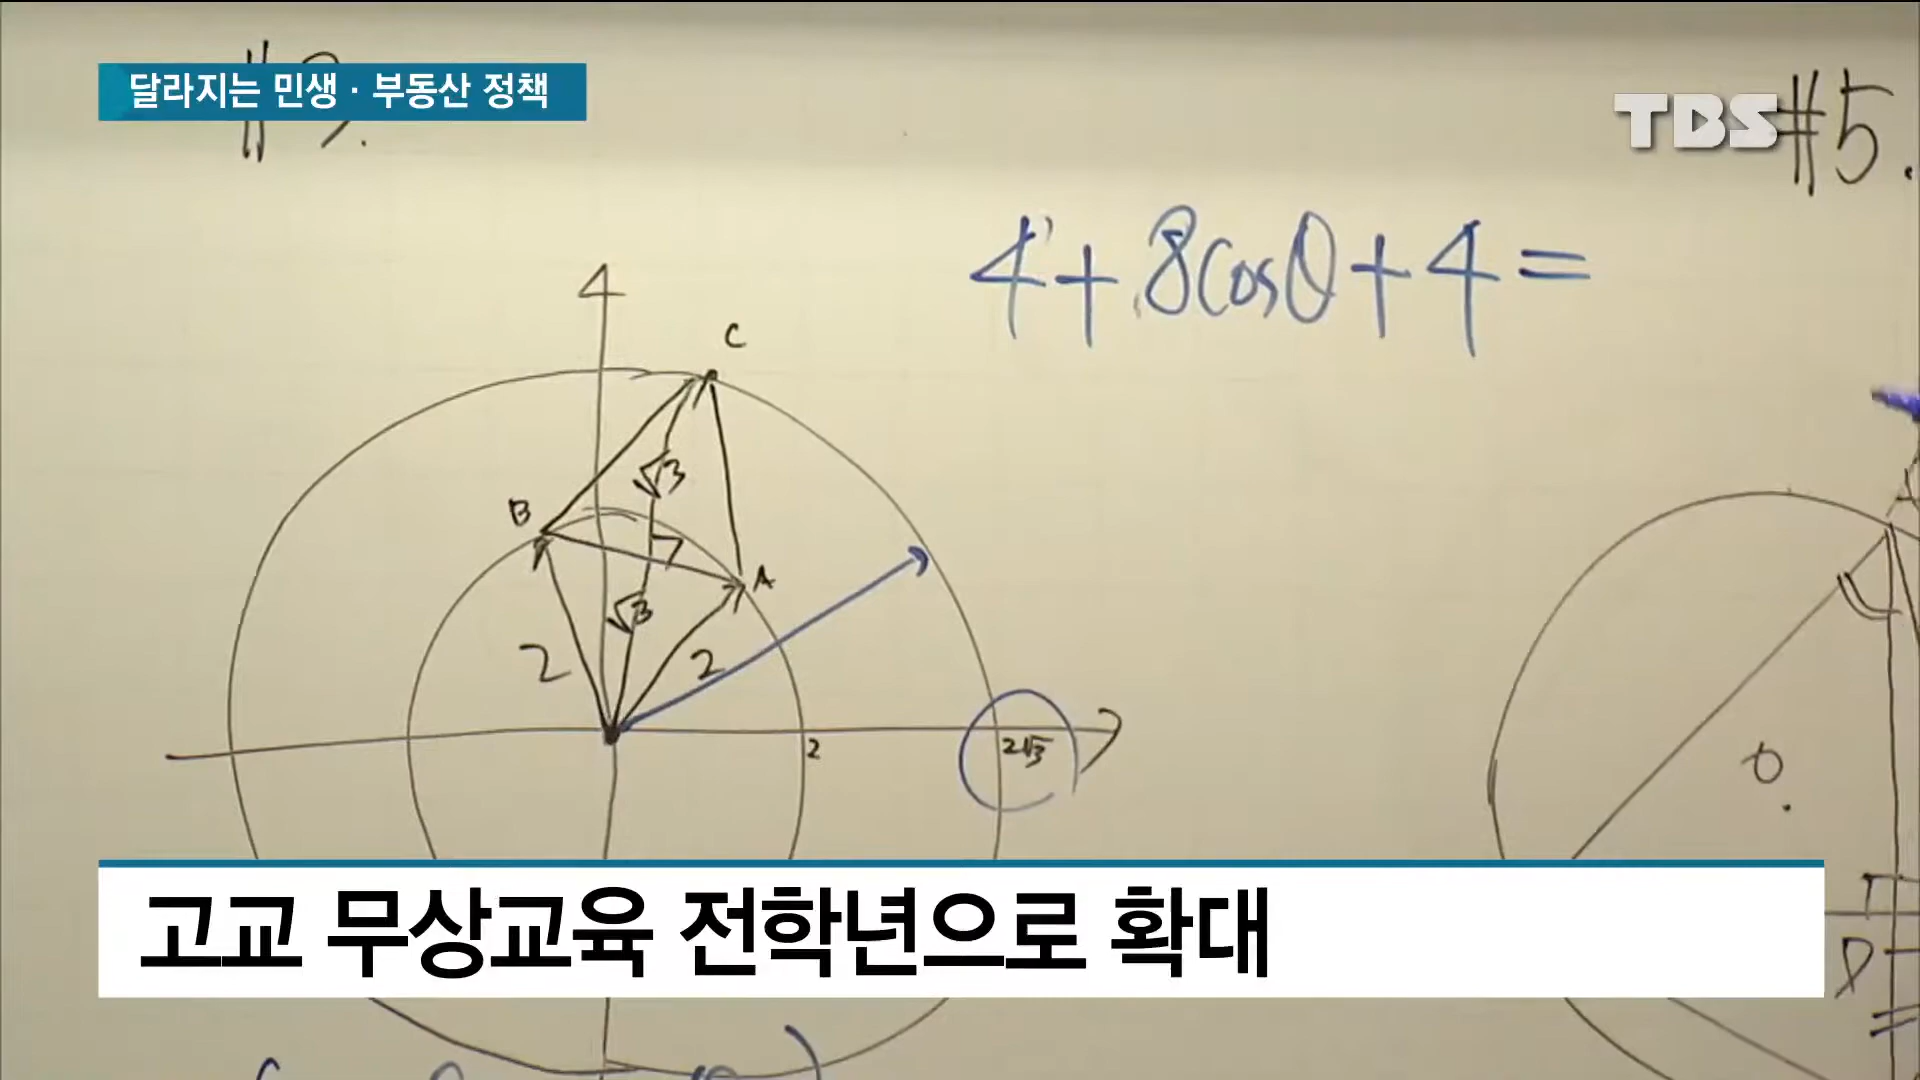 달라지는 민생 · 부동산 정책
TBS
#5.
4+8cosθ+4=
4
C
√3
B
A
√3
2
2
2
2√3
O
고교 무상교육 전학년으로 확대